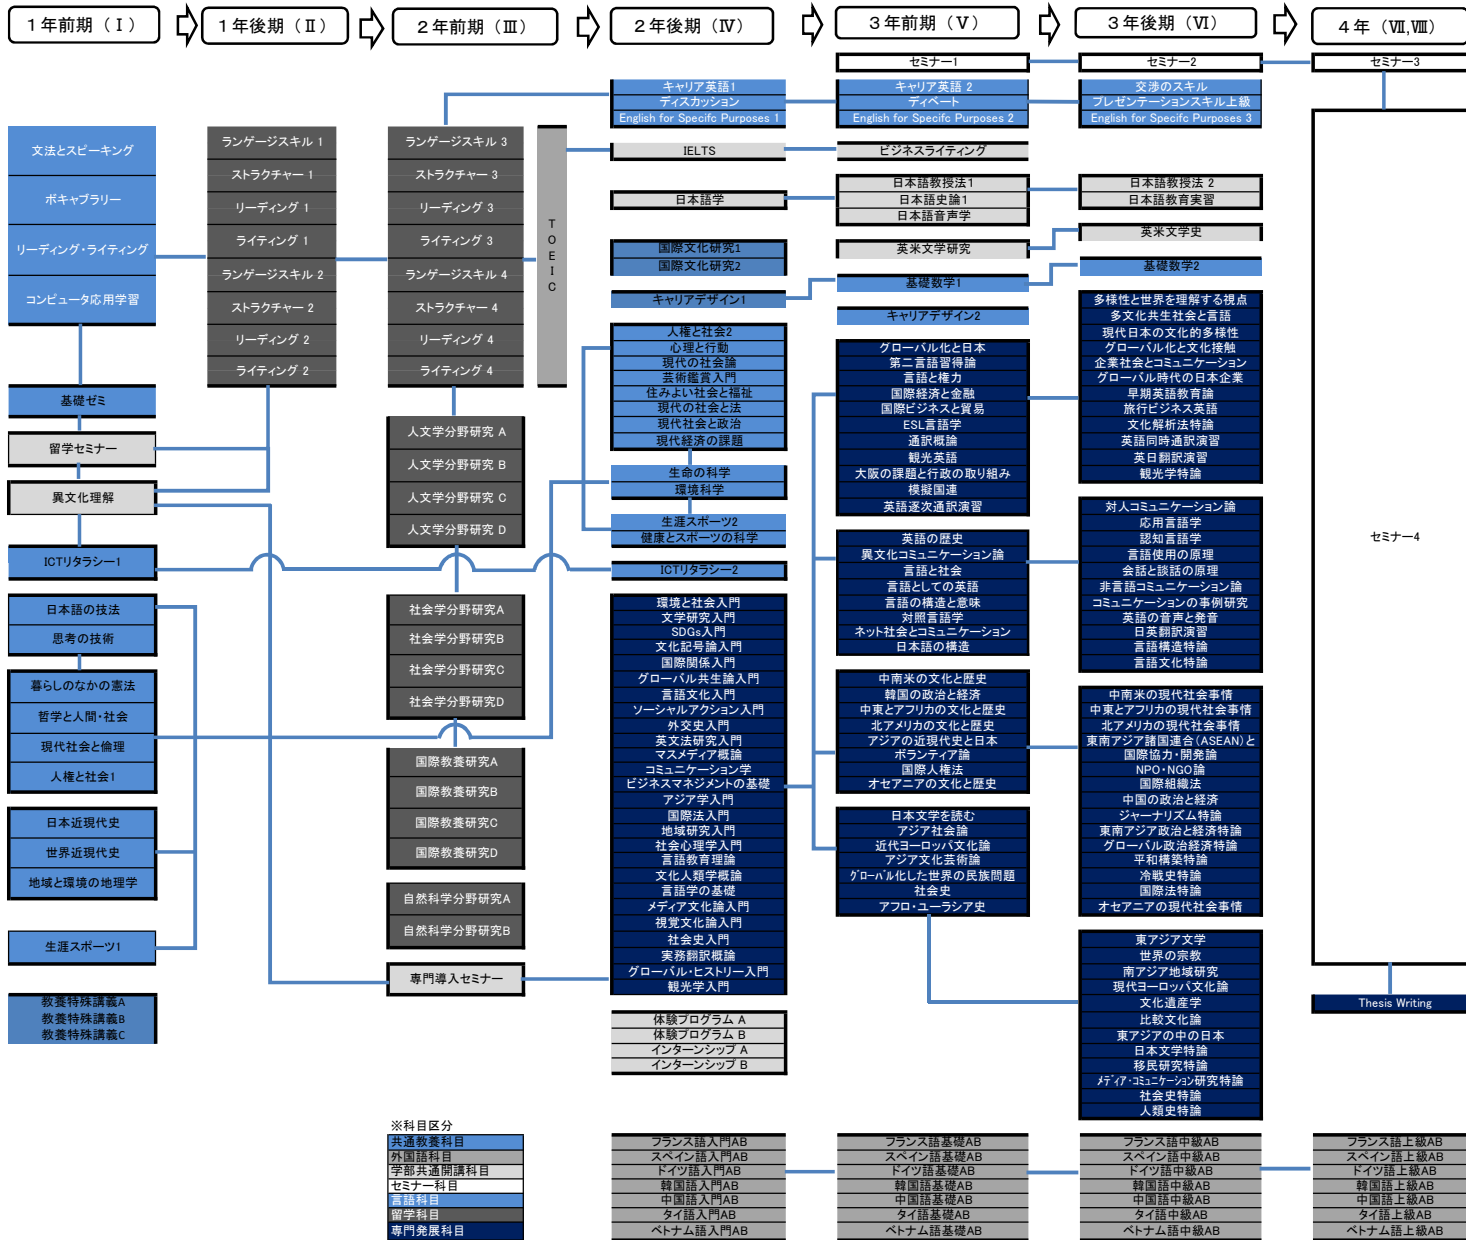 1年前期（Ⅰ）
1年後期（Ⅱ）
2年前期（Ⅲ）
2年後期（Ⅳ）
3年前期（Ⅴ）
3年後期（Ⅵ）
4年（Ⅶ,Ⅷ）
文法とスピーキング
ボキャブラリー
リーディング・ライティング
コンピュータ応用学習
基礎ゼミ
留学セミナー
異文化理解
ICTリタラシー1
日本語の技法
思考の技術
暮らしのなかの憲法
哲学と人間・社会
現代社会と倫理
人権と社会1
日本近現代史
世界近現代史
地域と環境の地理学
生涯スポーツ1
教養特殊講義A
教養特殊講義B
教養特殊講義C
ランゲージスキル 1
ストラクチャー 1
リーディング 1
ライティング 1
ランゲージスキル 2
ストラクチャー 2
リーディング 2
ライティング 2
ランゲージスキル 3
ストラクチャー 3
リーディング 3
ライティング 3
ランゲージスキル 4
ストラクチャー 4
リーディング 4
ライティング 4
TOEIC
人文学分野研究 A
人文学分野研究 B
人文学分野研究 C
人文学分野研究 D
社会学分野研究A
社会学分野研究B
社会学分野研究C
社会学分野研究D
国際教養研究A
国際教養研究B
国際教養研究C
国際教養研究D
自然科学分野研究A
自然科学分野研究B
専門導入セミナー
※科目区分
共通教養科目
外国語科目
学部共通開講科目
セミナー科目
言語科目
留学科目
専門発展科目
キャリア英語1
ディスカッション
English for Specifc Purposes 1
IELTS
日本語学
国際文化研究1
国際文化研究2
キャリアデザイン1
人権と社会2
心理と行動
現代の社会論
芸術鑑賞入門
住みよい社会と福祉
現代の社会と法
現代社会と政治
現代経済の課題
生命の科学
環境科学
生涯スポーツ2
健康とスポーツの科学
ICTリタラシー2
環境と社会入門
文学研究入門
SDGs入門
文化記号論入門
国際関係入門
グローバル共生論入門
言語文化入門
ソーシャルアクション入門
外交史入門
英文法研究入門
マスメディア概論
コミュニケーション学
ビジネスマネジメントの基礎
アジア学入門
国際法入門
地域研究入門
社会心理学入門
言語教育理論
文化人類学概論
言語学の基礎
メディア文化論入門
視覚文化論入門
社会史入門
実務翻訳概論
グローバル・ヒストリー入門
観光学入門
体験プログラム A
体験プログラム B
インターンシップ A
インターンシップ B
フランス語入門AB
スペイン語入門AB
ドイツ語入門AB
韓国語入門AB
中国語入門AB
タイ語入門AB
ベトナム語入門AB
セミナー1
キャリア英語 2
ディベート
English for Specifc Purposes 2
ビジネスライティング
日本語教授法1
日本語史論1
日本語音声学
英米文学研究
基礎数学1
キャリアデザイン2
グローバル化と日本
第二言語習得論
言語と権力
国際経済と金融
国際ビジネスと貿易
ESL言語学
通訳概論
観光英語
大阪の課題と行政の取り組み
模擬国連
英語逐次通訳演習
英語の歴史
異文化コミュニケーション論
言語と社会
言語としての英語
言語の構造と意味
対照言語学
ネット社会とコミュニケーション
日本語の構造
中南米の文化と歴史
韓国の政治と経済
中東とアフリカの文化と歴史
北アメリカの文化と歴史
アジアの近現代史と日本
ボランティア論
国際人権法
オセアニアの文化と歴史
日本文学を読む
アジア社会論
近代ヨーロッパ文化論
アジア文化芸術論
グローバル化した世界の民族問題
社会史
アフロ・ユーラシア史
フランス語基礎AB
スペイン語基礎AB
ドイツ語基礎AB
韓国語基礎AB
中国語基礎AB
タイ語基礎AB
ベトナム語基礎AB
セミナー2
交渉のスキル
プレゼンテーションスキル上級
English for Specifc Purposes 3
日本語教授法 2
日本語教育実習
英米文学史
基礎数学2
多様性と世界を理解する視点
多文化共生社会と言語
現代日本の文化的多様性
グローバル化と文化接触
企業社会とコミュニケーション
グローバル時代の日本企業
早期英語教育論
旅行ビジネス英語
文化解析法特論
英語同時通訳演習
英日翻訳演習
観光学特論
対人コミュニケーション論
応用言語学
認知言語学
言語使用の原理
会話と談話の原理
非言語コミュニケーション論
コミュニケーションの事例研究
英語の音声と発音
日英翻訳演習
言語構造特論
言語文化特論
中南米の現代社会事情
中東とアフリカの現代社会事情
北アメリカの現代社会事情
東南アジア諸国連合(ASEAN)と
国際協力・開発論
NPO・NGO論
国際組織法
中国の政治と経済
ジャーナリズム特論
東南アジア政治と経済特論
グローバル政治経済特論
平和構築特論
冷戦史特論
国際法特論
オセアニアの現代社会事情
東アジア文学
世界の宗教
南アジア地域研究
現代ヨーロッパ文化論
文化遺産学
比較文化論
東アジアの中の日本
日本文学特論
移民研究特論
メディア・コミュニケーション研究特論
社会史特論
人類史特論
フランス語中級AB
スペイン語中級AB
ドイツ語中級AB
韓国語中級AB
中国語中級AB
タイ語中級AB
ベトナム語中級AB
セミナー3
セミナー4
Thesis Writing
フランス語上級AB
スペイン語上級AB
ドイツ語上級AB
韓国語上級AB
中国語上級AB
タイ語上級AB
ベトナム語上級AB